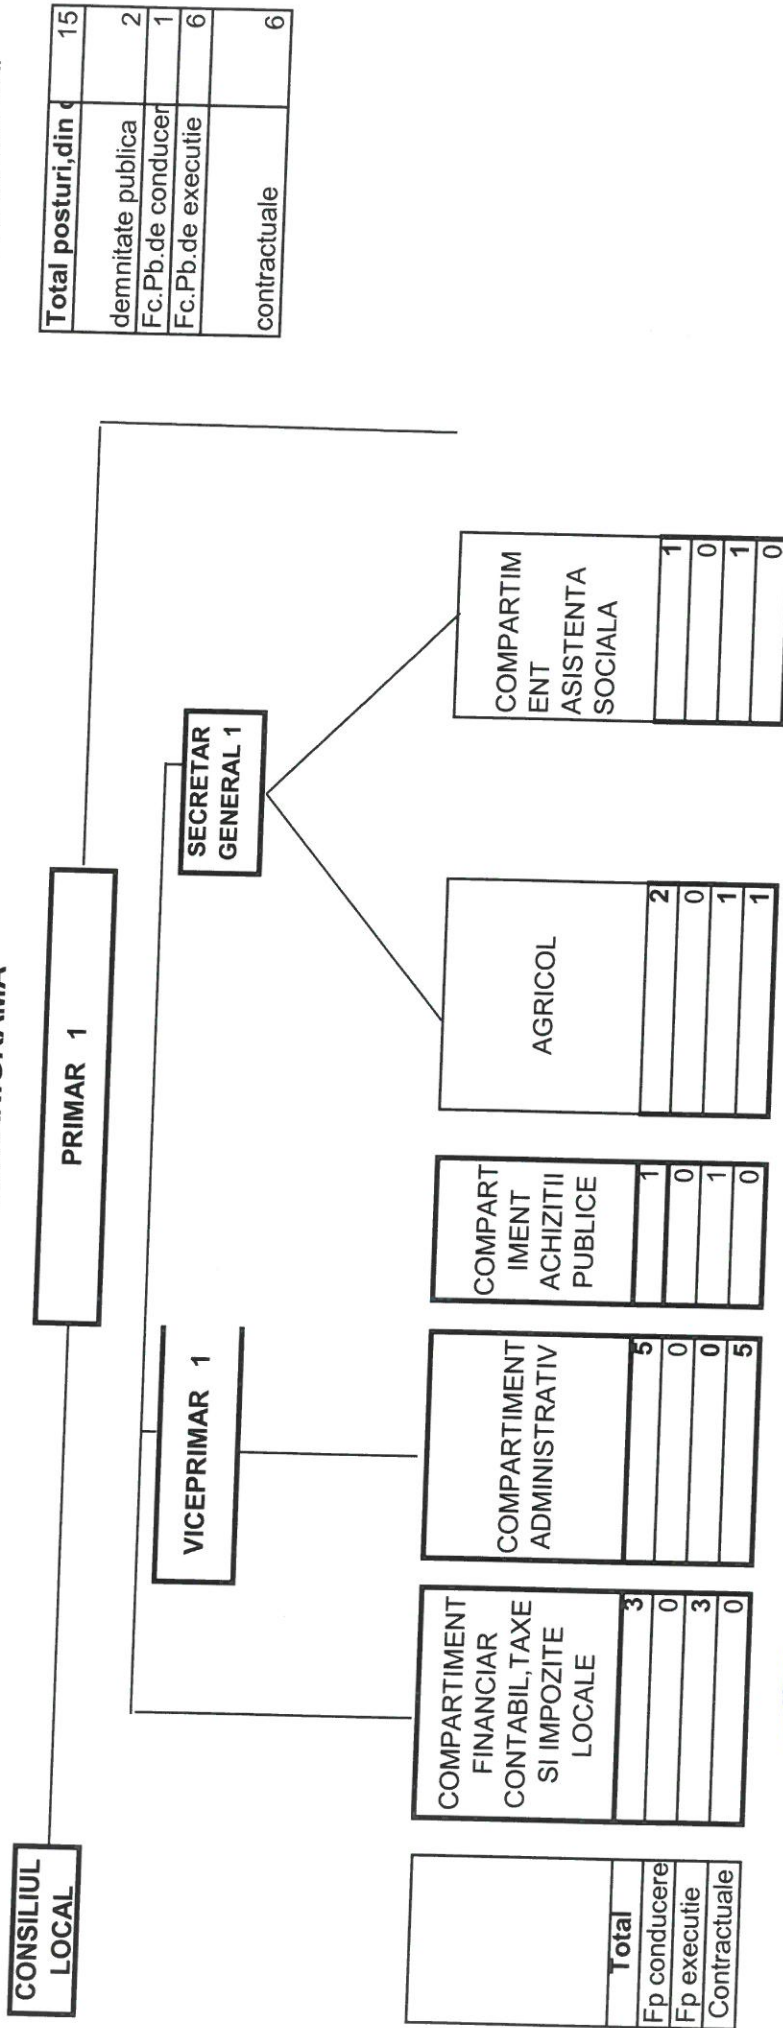 CONSILIUL
LOCAL
PRIMAR 1
Total posturi,din 15
demnitate publica 2
Fc.Pb.de conducer 1
Fc.Pb.de executie 6
contractuale 6
VICEPRIMAR 1
SECRETAR
GENERAL 1
Total
Fp conducere
Fp executie
Contractuale
COMPARTIMENT
FINANCIAR
CONTABIL,TAXE
SI IMPOZITE
LOCALE
3
0
3
0
COMPARTIMENT
ADMINISTRATIV
5
0
0
5
COMPART
IMENT
ACHIZITII
PUBLICE
1
0
1
0
AGRICOL
2
0
1
1
COMPARTIM
ENT
ASISTENTA
SOCIALA
1
0
1
0